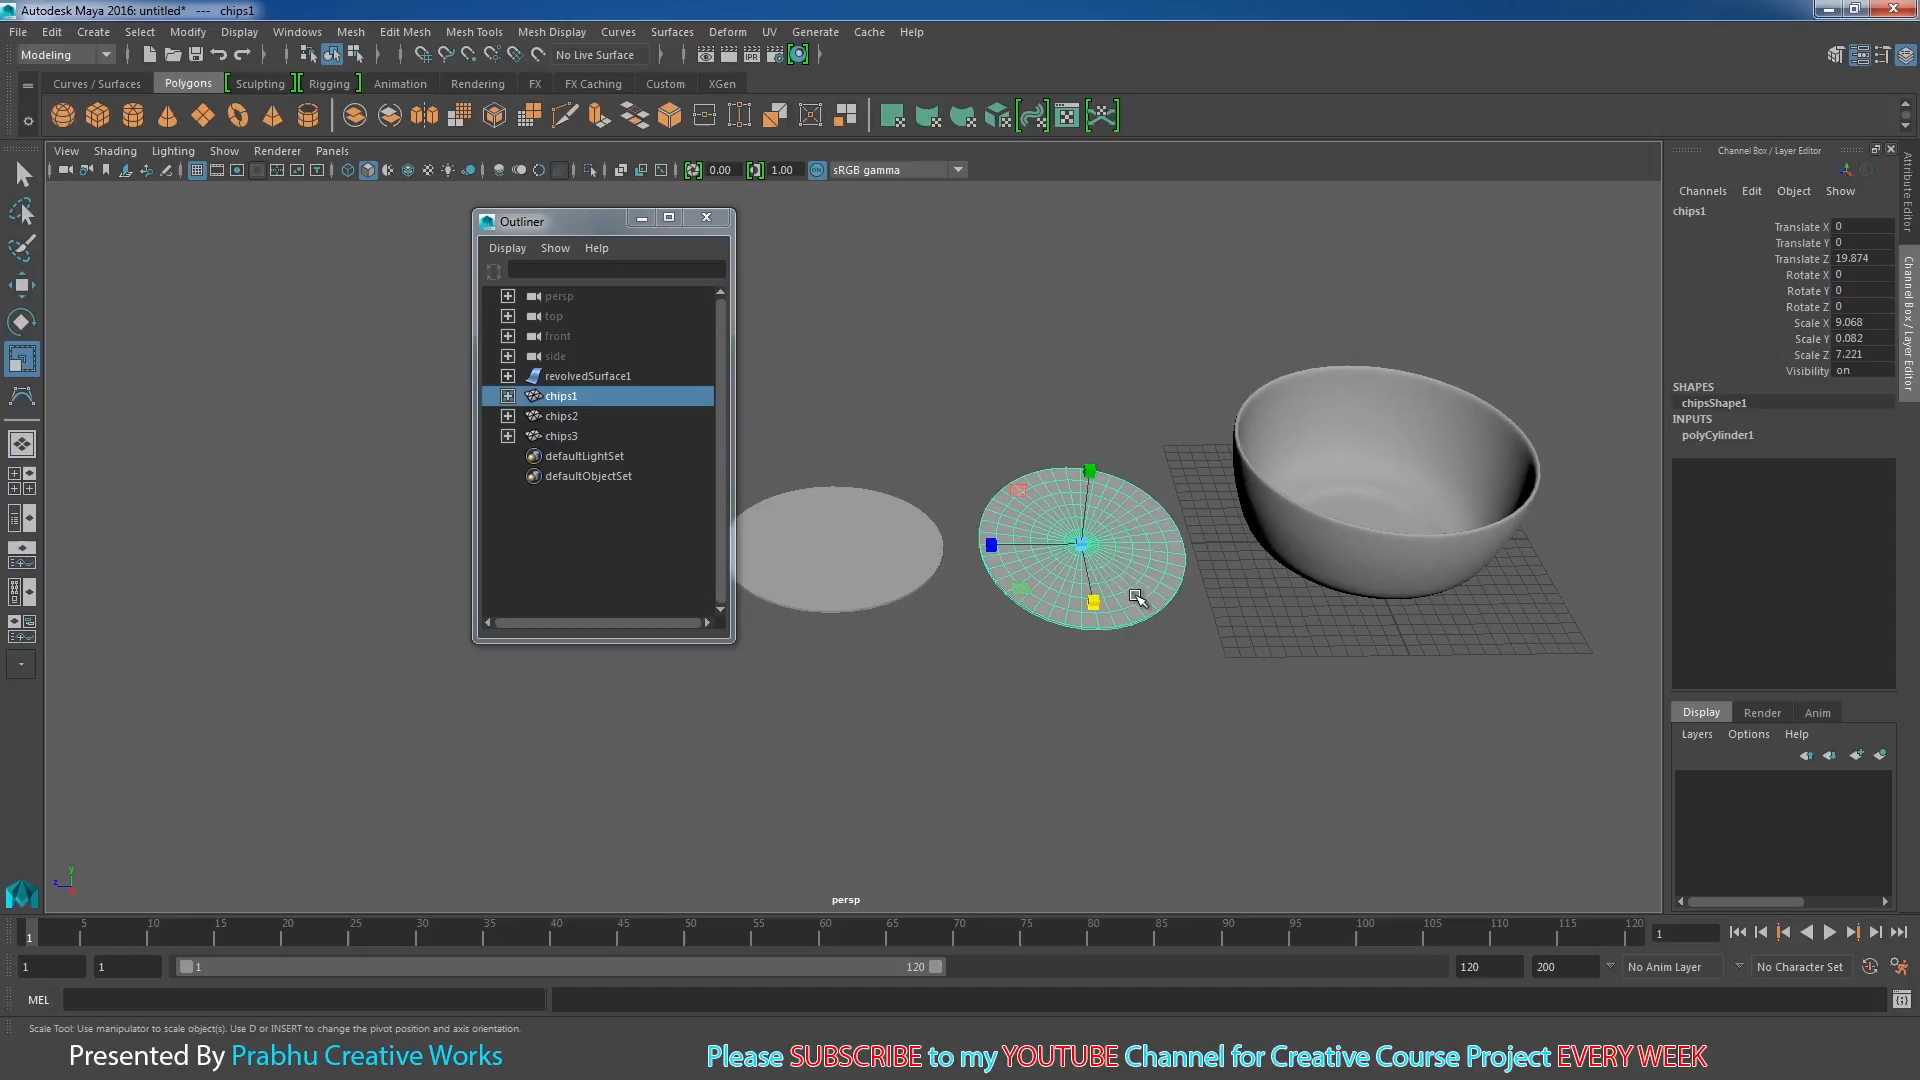 Autodesk Maya 2016: untitled*   ---   chips1
File Edit Create Select Modify Display Windows Mesh Edit Mesh Mesh Tools Mesh Display Curves Surfaces Deform UV Generate Cache Help
Modeling No Live Surface
Curves / Surfaces Polygons Sculpting Rigging Animation Rendering FX FX Caching Custom XGen
View Shading Lighting Show Renderer Panels
0.00 1.00 sRGB gamma
Outliner
Display Show Help
persp
top
front
side
revolvedSurface1
chips1
chips2
chips3
defaultLightSet
defaultObjectSet
persp
Channel Box / Layer Editor
Channels Edit Object Show
chips1
Translate X 0
Translate Y 0
Translate Z 19.874
Rotate X 0
Rotate Y 0
Rotate Z 0
Scale X 9.068
Scale Y 0.082
Scale Z 7.221
Visibility on
SHAPES
chipsShape1
INPUTS
polyCylinder1
Attribute Editor
Channel Box / Layer Editor
Display Render Anim
Layers Options Help
y
z
1 5 10 15 20 25 30 35 40 45 50 55 60 65 70 75 80 85 90 95 100 105 110 115 120 1
1 1 1 120 120 200 No Anim Layer No Character Set
MEL
Scale Tool: Use manipulator to scale object(s). Use D or INSERT to change the pivot position and axis orientation.
Presented By Prabhu Creative Works
Please SUBSCRIBE to my YOUTUBE Channel for Creative Course Project EVERY WEEK